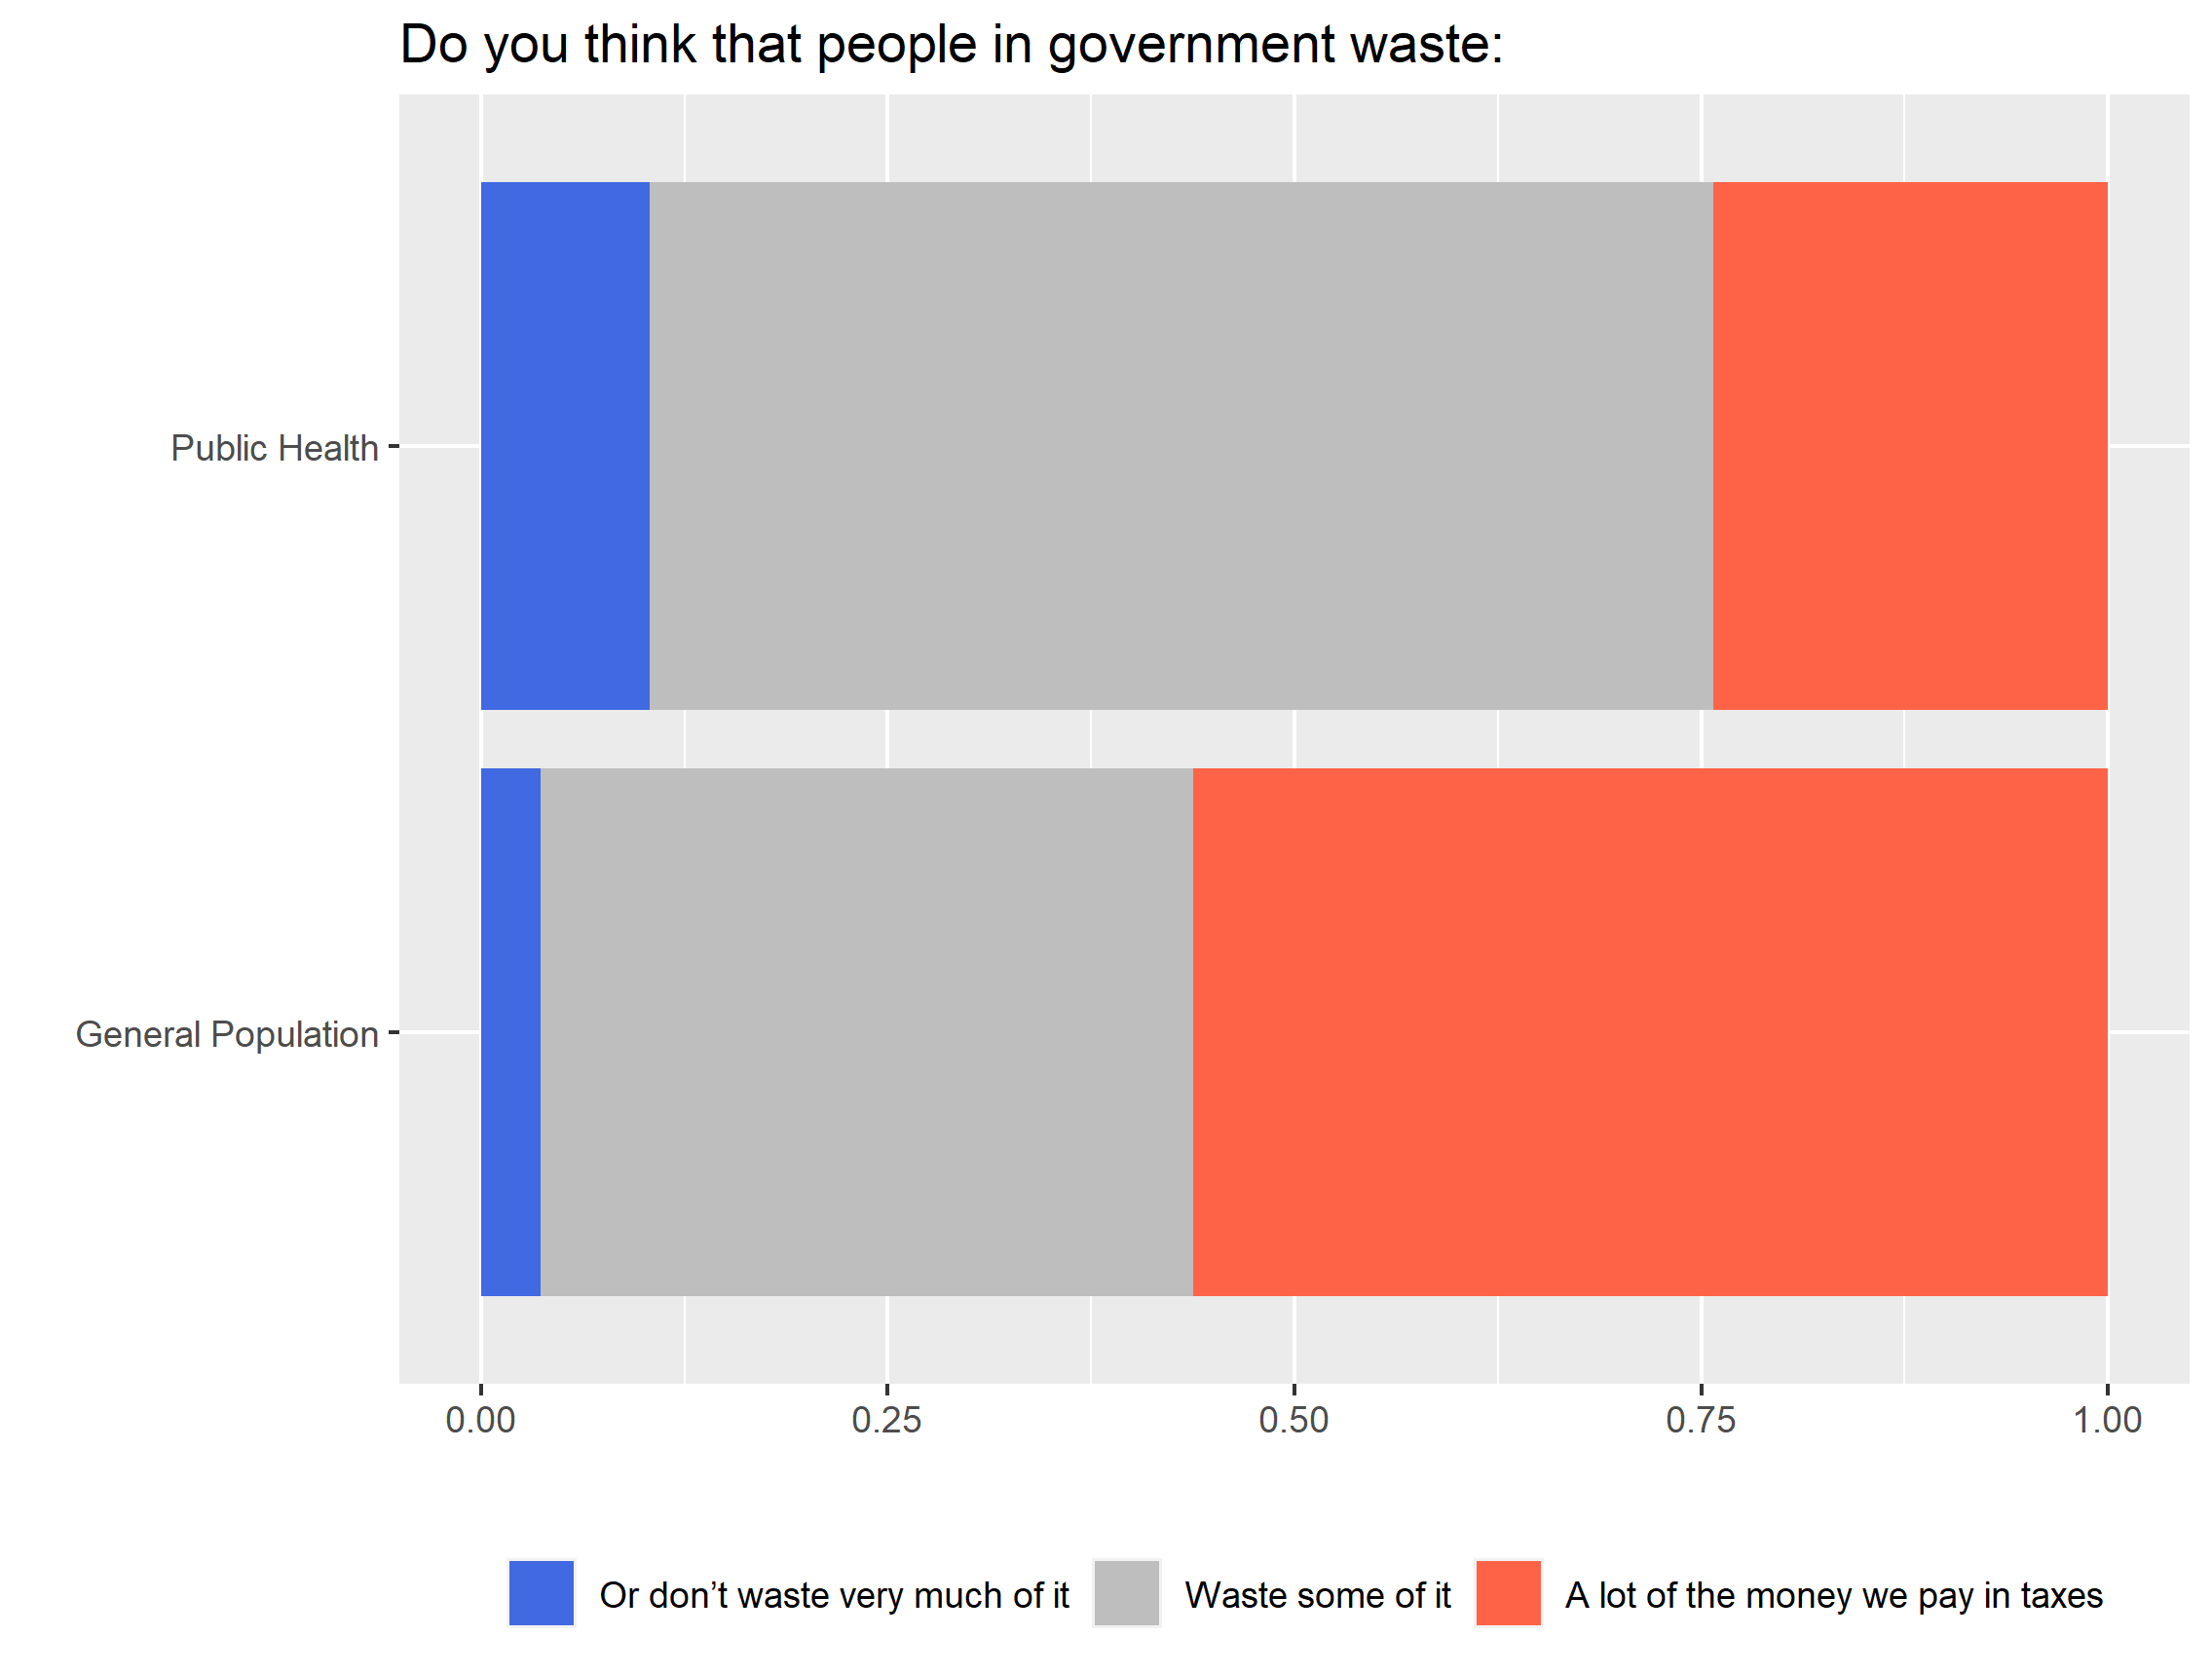 Do you think that people in government waste:
Public Health
General Population
0.00 0.25 0.50 0.75 1.00
Or don’t waste very much of it Waste some of it A lot of the money we pay in taxes